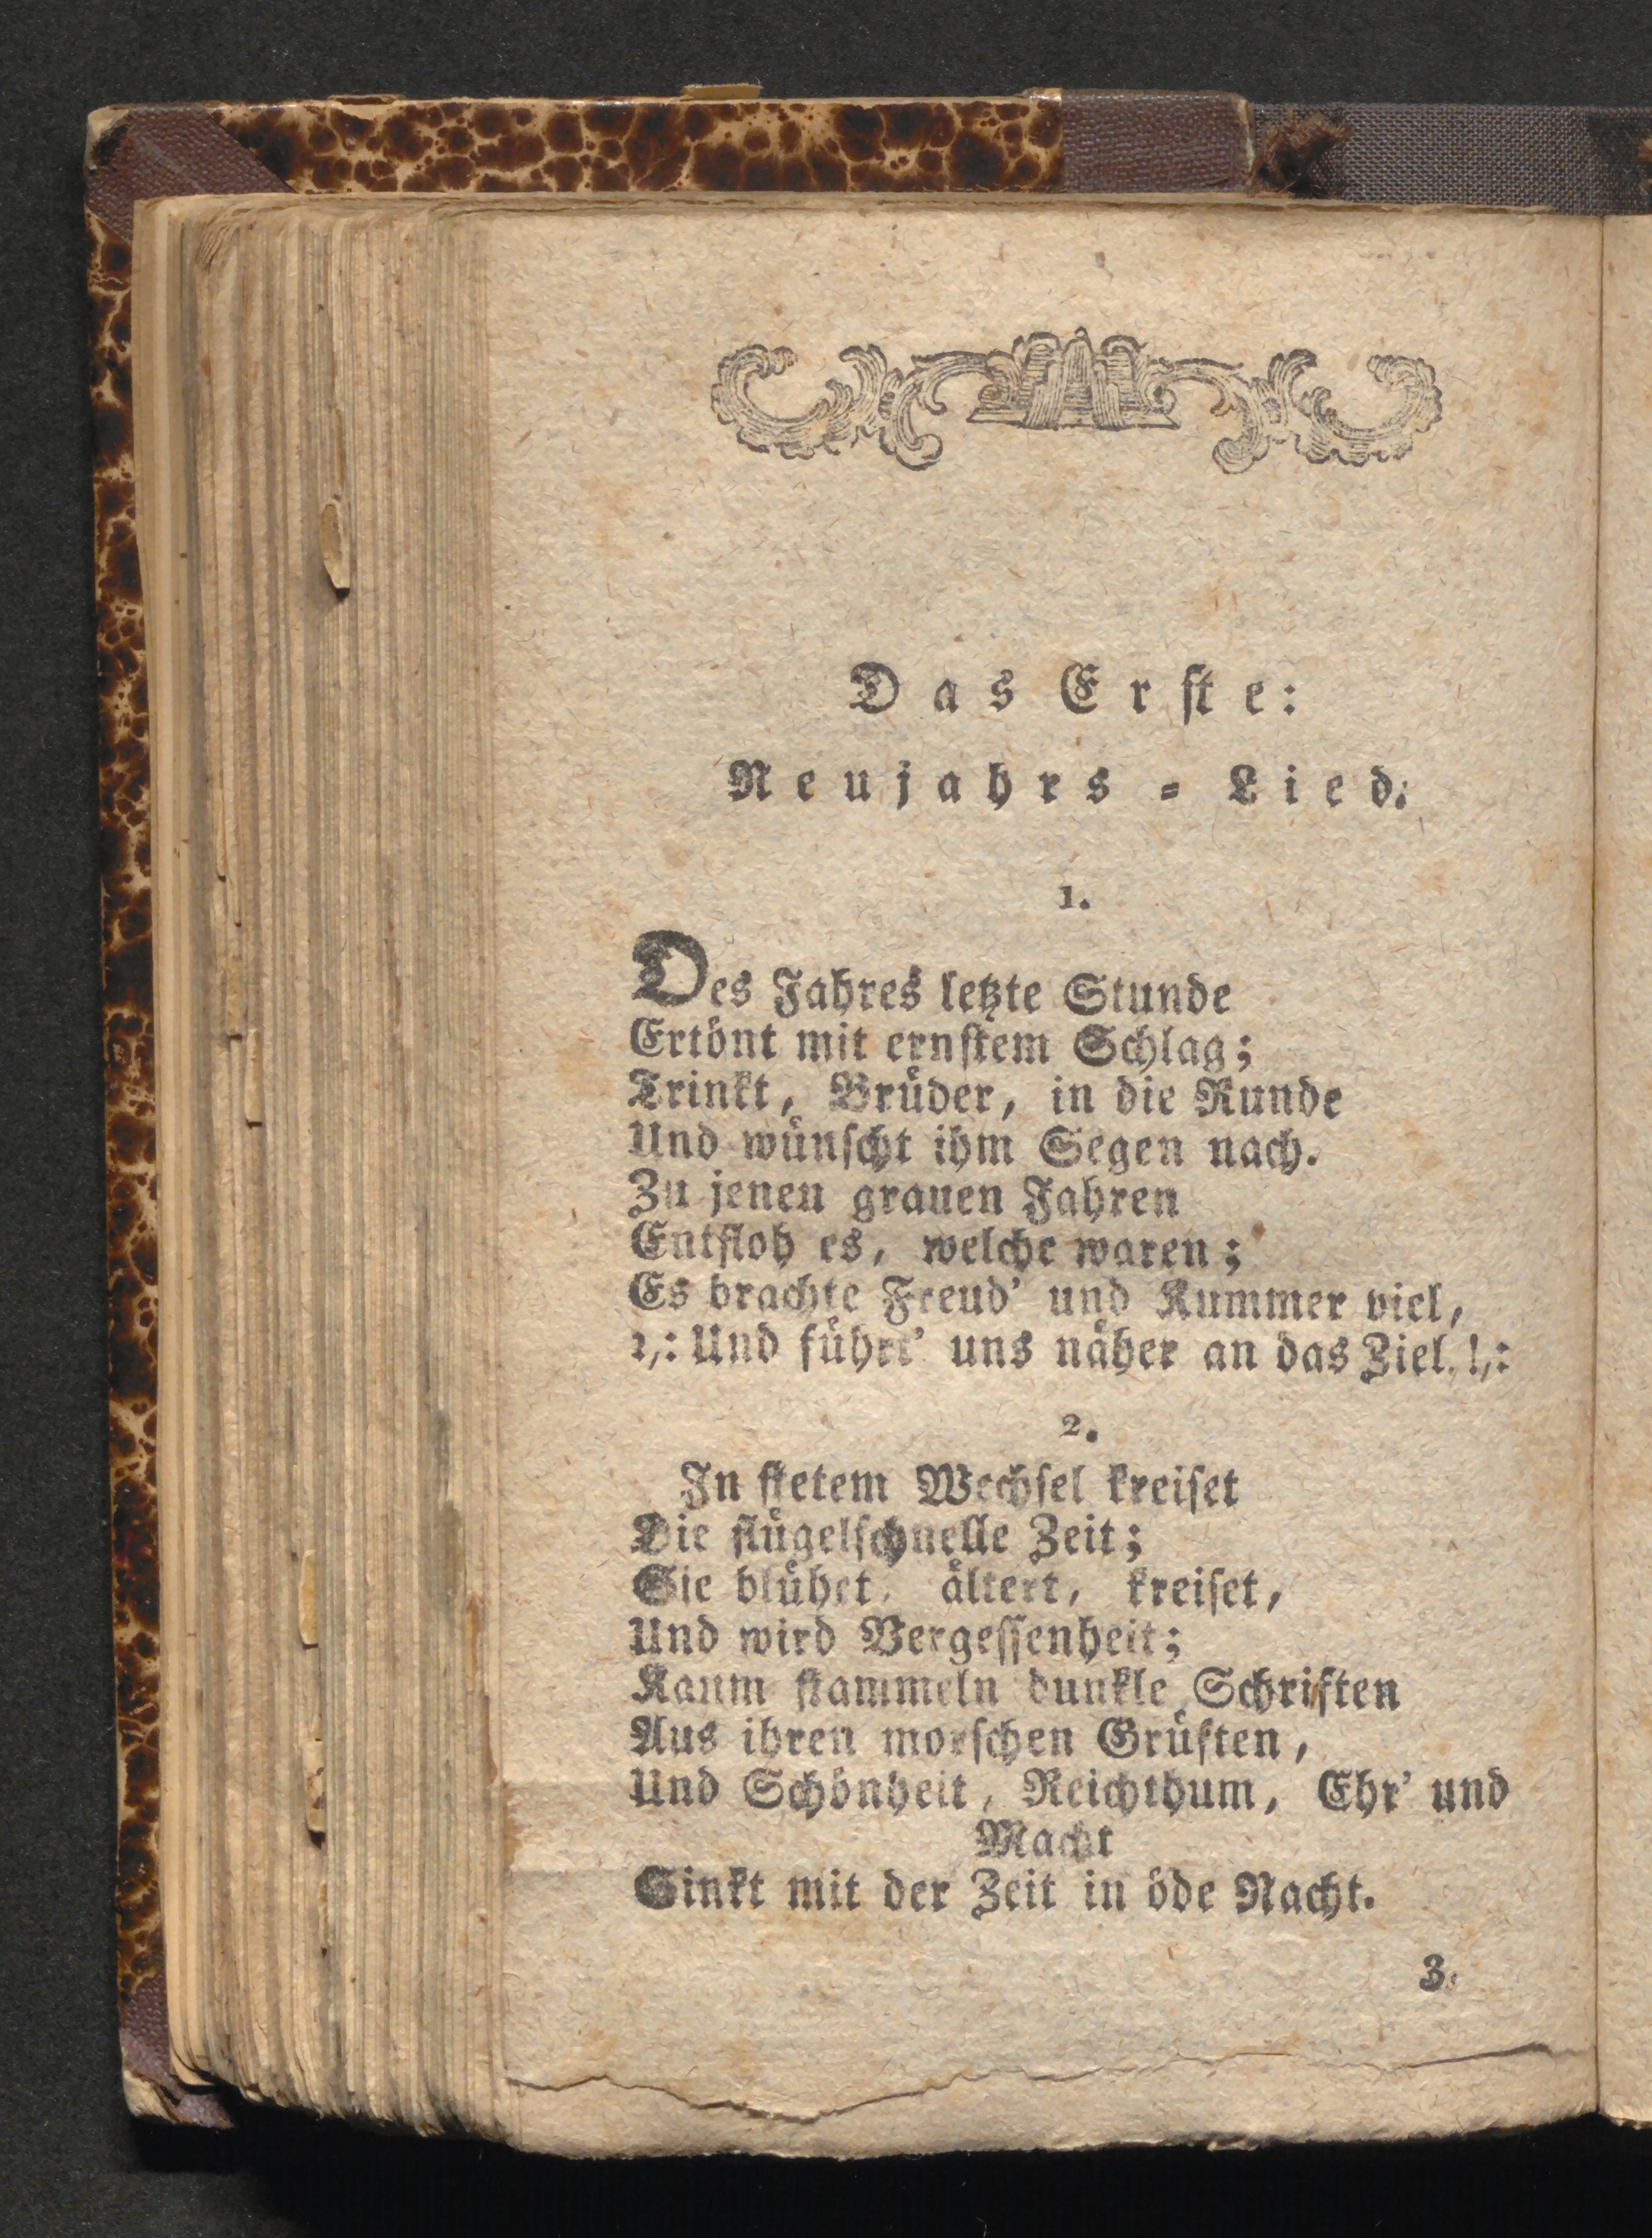 Das Erste:
Neujahrs-Lied.
1.
Des Jahres letzte Stunde
Ertönt mit ernstem Schlag;
Trinkt, Brüder, in die Runde
Und wünscht ihm Segen nach.
Zu jenen grauen Jahren
Entfloh es, welche waren;
Es brachte Freud' und Kummer viel,
:,: Und führt' uns näher an das Ziel. :,:
2.
In stetem Wechsel kreiset
Die flügelschnelle Zeit;
Sie blühet, ältert, kreiset,
Und wird Vergessenheit;
Kaum stammeln dunkle Schriften
Aus ihren morschen Grüften,
Und Schönheit, Reichthum, Ehr' und
Macht
Sinkt mit der Zeit in öde Nacht.
3.